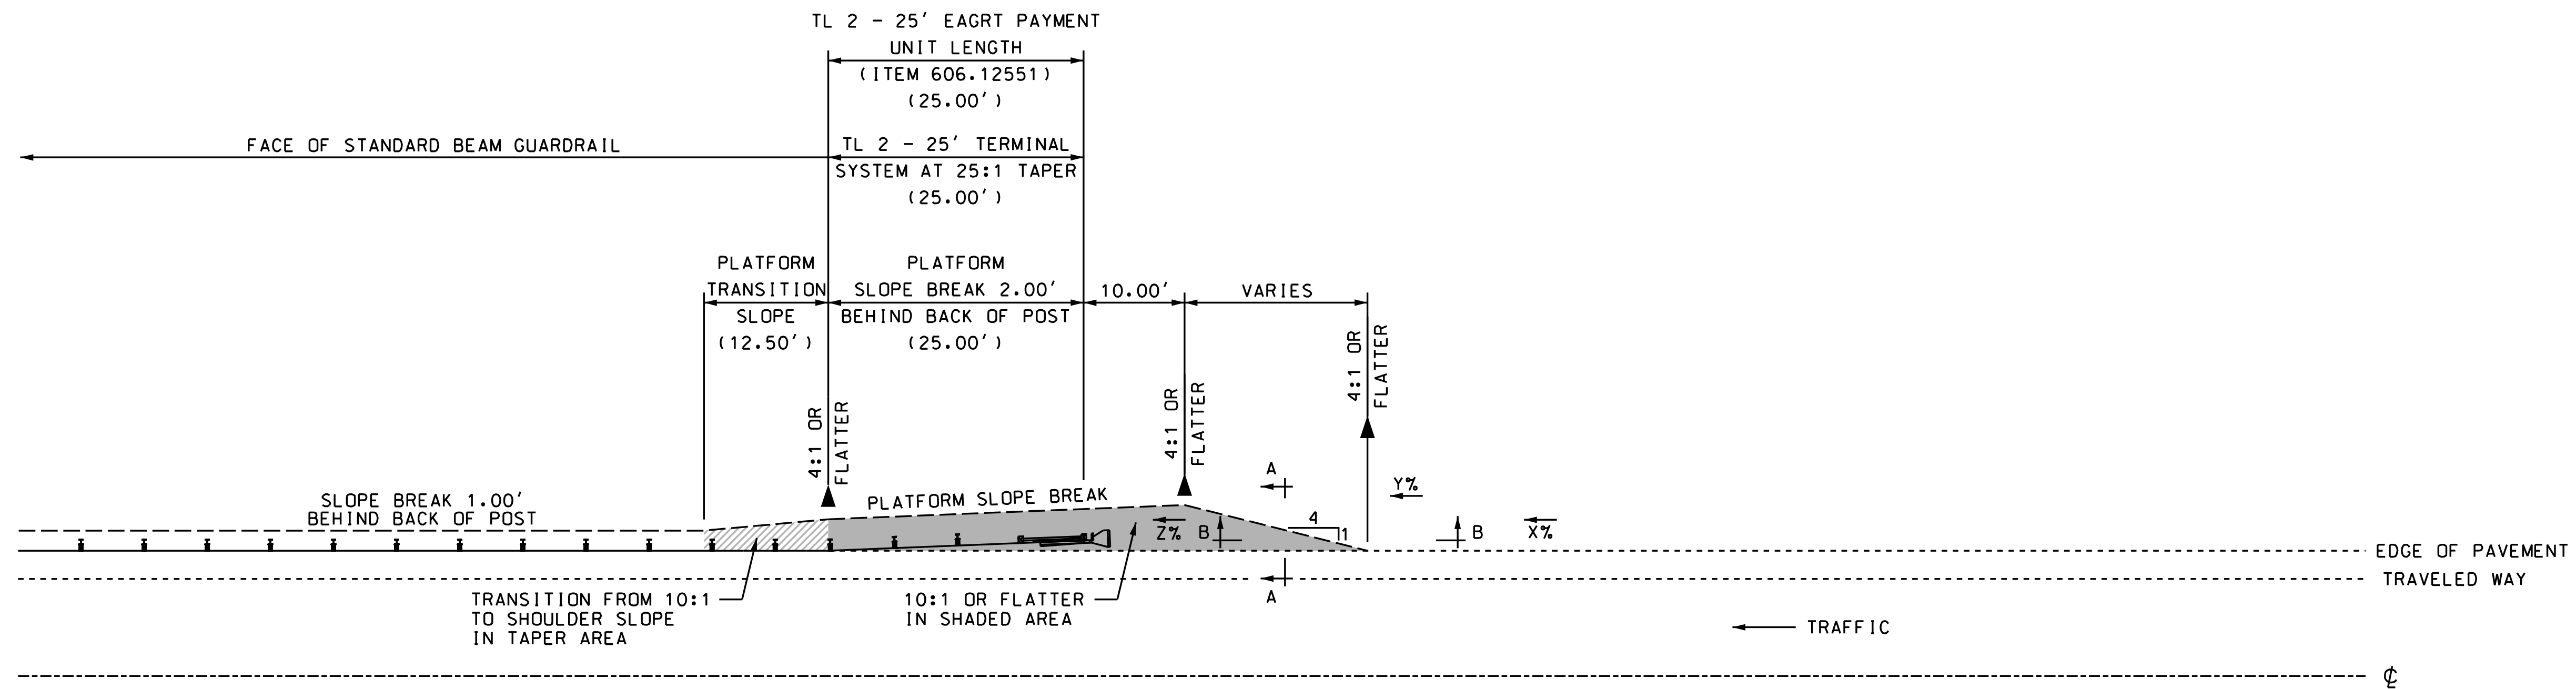 TL 2 - 25' EAGRT PAYMENT
UNIT LENGTH
(ITEM 606.12551)
(25.00')
FACE OF STANDARD BEAM GUARDRAIL
TL 2 - 25' TERMINAL
SYSTEM AT 25:1 TAPER
(25.00')
PLATFORM
TRANSITION
SLOPE
(12.50')
PLATFORM
SLOPE BREAK 2.00'
BEHIND BACK OF POST
(25.00')
10.00'
VARIES
4:1 OR
FLATTER
4:1 OR
FLATTER
4:1 OR
FLATTER
SLOPE BREAK 1.00'
BEHIND BACK OF POST
PLATFORM SLOPE BREAK
A
Y%
4
1
Z%
B
B
X%
EDGE OF PAVEMENT
TRAVELED WAY
A
TRANSITION FROM 10:1
TO SHOULDER SLOPE
IN TAPER AREA
10:1 OR FLATTER
IN SHADED AREA
TRAFFIC
℄